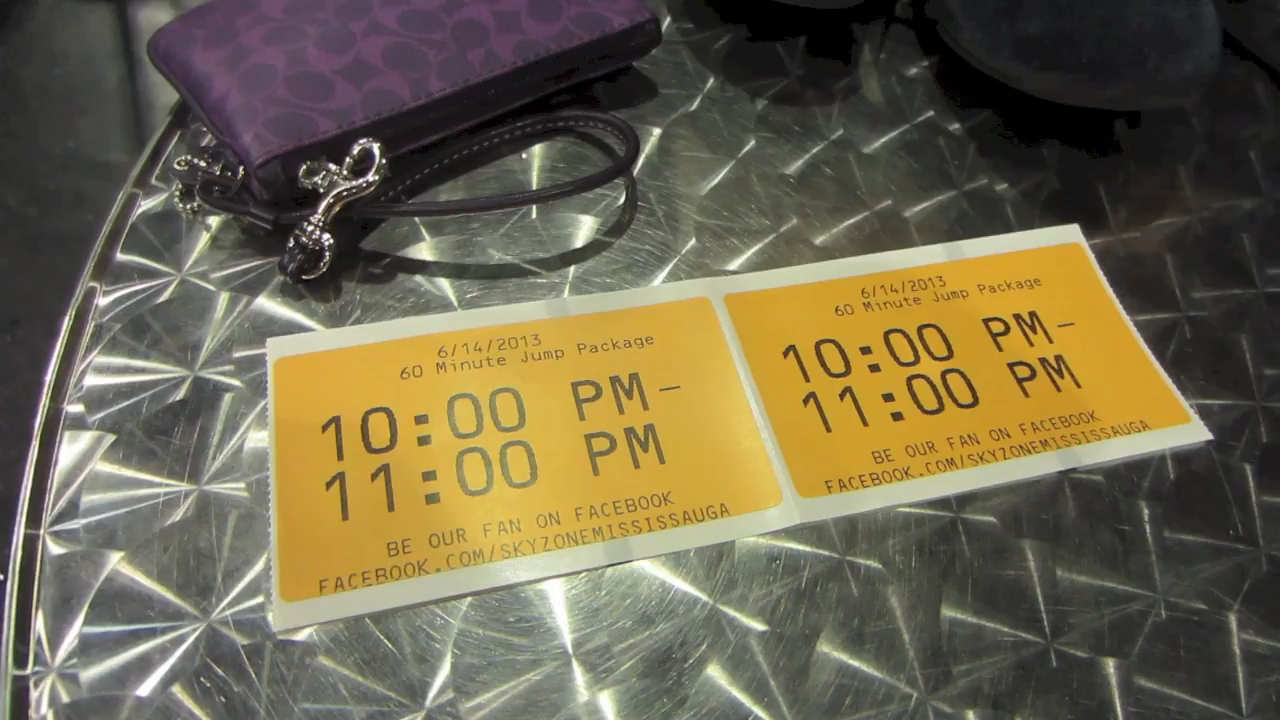 6/14/2013
60 Minute Jump Package
10:00 PM-
11:00 PM
BE OUR FAN ON FACEBOOK
FACEBOOK.COM/SKYZONEMISSISSAUGA
6/14/2013
60 Minute Jump Package
10:00 PM-
11:00 PM
BE OUR FAN ON FACEBOOK
FACEBOOK.COM/SKYZONEMISSISSAUGA